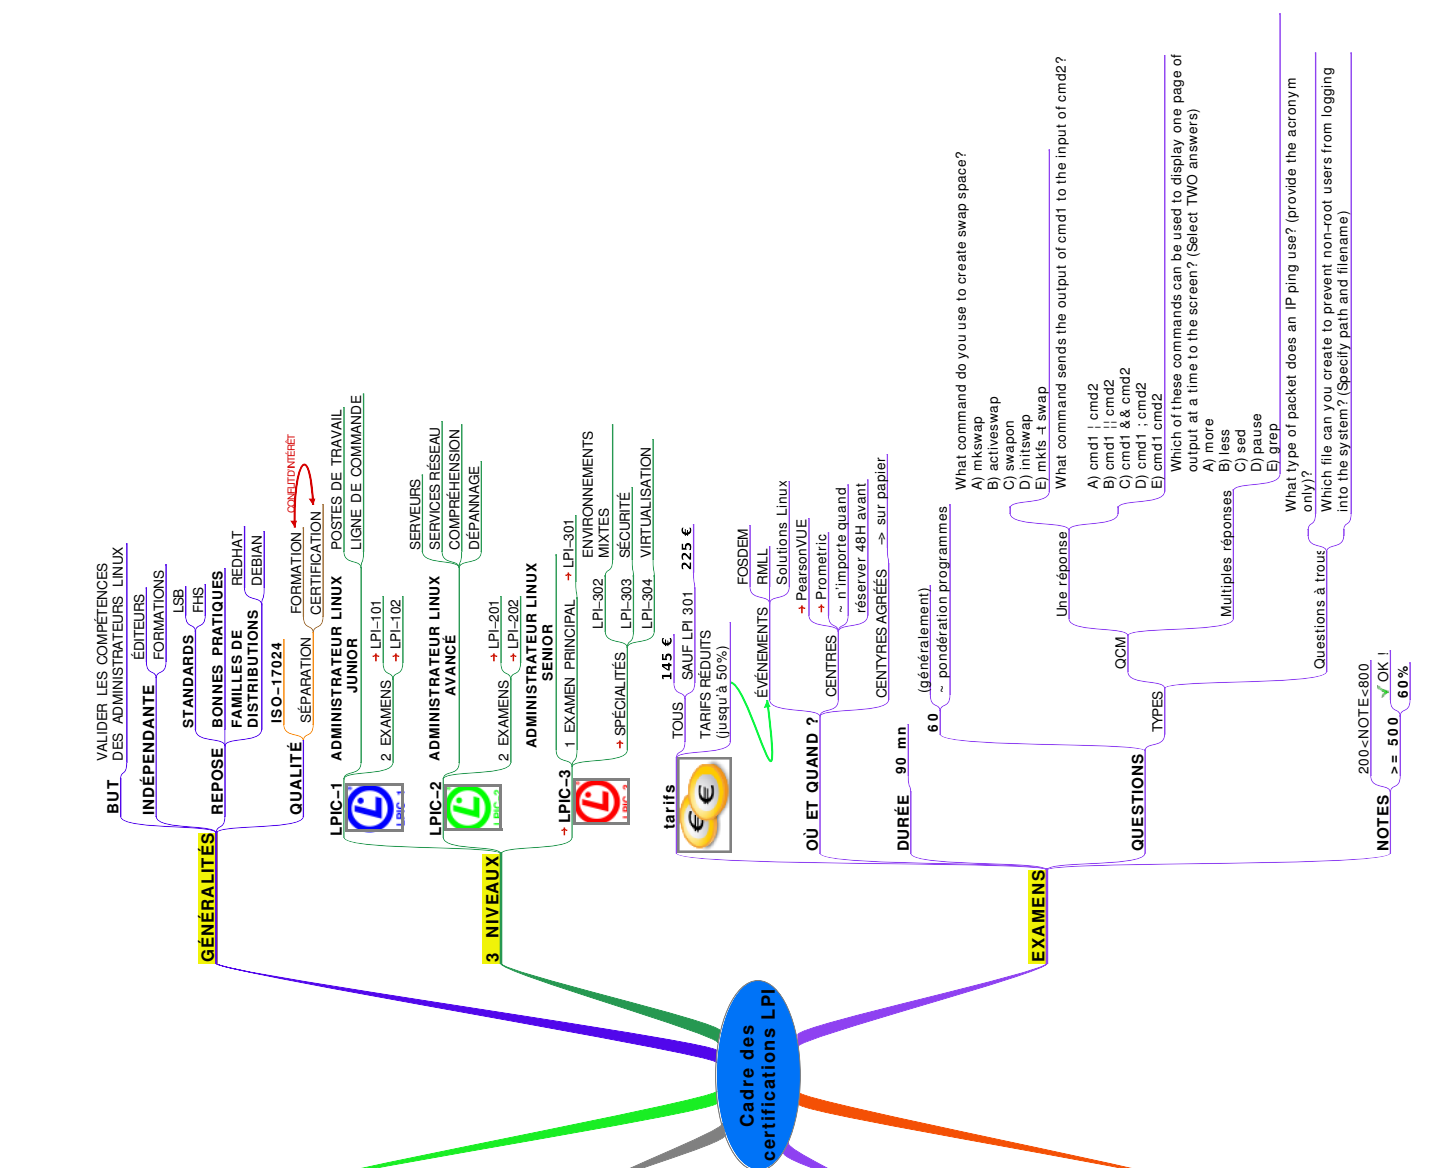 Cadre des
certifications LPI
GÉNÉRALITÉS
BUT
VALIDER LES COMPÉTENCES
DES ADMINISTRATEURS LINUX
INDÉPENDANTE
ÉDITEURS
FORMATIONS
REPOSE
STANDARDS
LSB
FHS
BONNES PRATIQUES
FAMILLES DE
DISTRIBUTIONS
REDHAT
DEBIAN
QUALITÉ
ISO-17024
SÉPARATION
FORMATION
CERTIFICATION
CONFLIT D'INTÉRÊT
3 NIVEAUX
LPIC-1
LPIC-1
ADMINISTRATEUR LINUX
JUNIOR
POSTES DE TRAVAIL
LIGNE DE COMMANDE
2 EXAMENS
LPI-101
LPI-102
LPIC-2
LPIC-2
ADMINISTRATEUR LINUX
AVANCÉ
SERVEURS
SERVICES RÉSEAU
COMPRÉHENSION
DÉPANNAGE
2 EXAMENS
LPI-201
LPI-202
LPIC-3
LPIC-3
ADMINISTRATEUR LINUX
SENIOR
1 EXAMEN PRINCIPAL
LPI-301
SPÉCIALITÉS
LPI-302
ENVIRONNEMENTS
MIXTES
LPI-303
SÉCURITÉ
LPI-304
VIRTUALISATION
EXAMENS
tarifs
€
€
TOUS
145 €
SAUF LPI 301
225 €
TARIFS RÉDUITS
(jusqu'à 50%)
OÙ ET QUAND ?
ÉVÉNEMENTS
FOSDEM
RMLL
Solutions Linux
CENTRES
PearsonVUE
Prometric
~ n'importe quand
réserver 48H avant
CENTYRES AGRÉÉS
-> sur papier
DURÉE
90 mn
QUESTIONS
60
(généralement)
~ pondération programmes
TYPES
QCM
Une réponse
What command do you use to create swap space?
A) mkswap
B) activeswap
C) swapon
D) initswap
E) mkfs -t swap
What command sends the output of cmd1 to the input of cmd2?
A) cmd1 | cmd2
B) cmd1 || cmd2
C) cmd1 && cmd2
D) cmd1 ; cmd2
E) cmd1 cmd2
Multiples réponses
Which of these commands can be used to display one page of
output at a time to the screen? (Select TWO answers)
A) more
B) less
C) sed
D) pause
E) grep
Questions à trous
What type of packet does an IP ping use? (provide the acronym
only)?
Which file can you create to prevent non-root users from logging
into the system? (Specify path and filename)
NOTES
200<NOTE<800
>= 500
OK !
60%